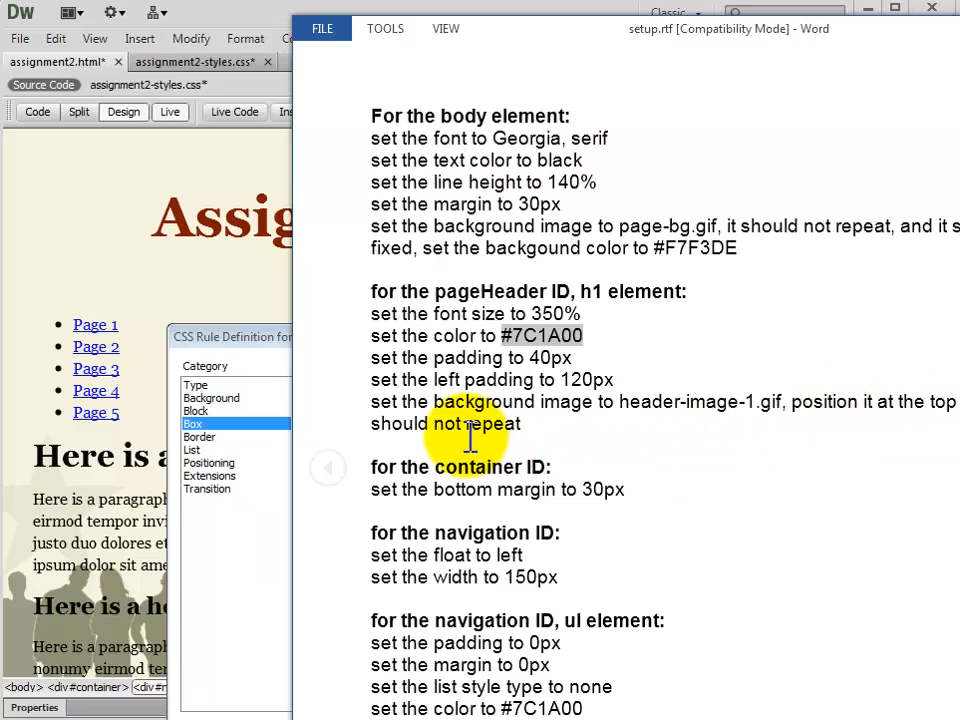 Dw
Classic
FILE TOOLS VIEW setup.rtf [Compatibility Mode] - Word
File Edit View Insert Modify Format
assignment2.html* × assignment2-styles.css* ×
Source Code assignment2-styles.css*
Code Split Design Live Live Code
Assig
Page 1
Page 2
Page 3
Page 4
Page 5
Here is a
Here is a paragraph
eirmod tempor invi
justo duo dolores et
ipsum dolor sit ame
Here is a he
Here is a paragraph
nonumy eirmod ter
<body> <div#container>
Properties
CSS Rule Definition for
Category
Type
Background
Block
Box
Border
List
Positioning
Extensions
Transition
For the body element:
set the font to Georgia, serif
set the text color to black
set the line height to 140%
set the margin to 30px
set the background image to page-bg.gif, it should not repeat, and it s
fixed, set the backgound color to #F7F3DE
for the pageHeader ID, h1 element:
set the font size to 350%
set the color to #7C1A00
set the padding to 40px
set the left padding to 120px
set the background image to header-image-1.gif, position it at the top
should not repeat
for the container ID:
set the bottom margin to 30px
for the navigation ID:
set the float to left
set the width to 150px
for the navigation ID, ul element:
set the padding to 0px
set the margin to 0px
set the list style type to none
set the color to #7C1A00